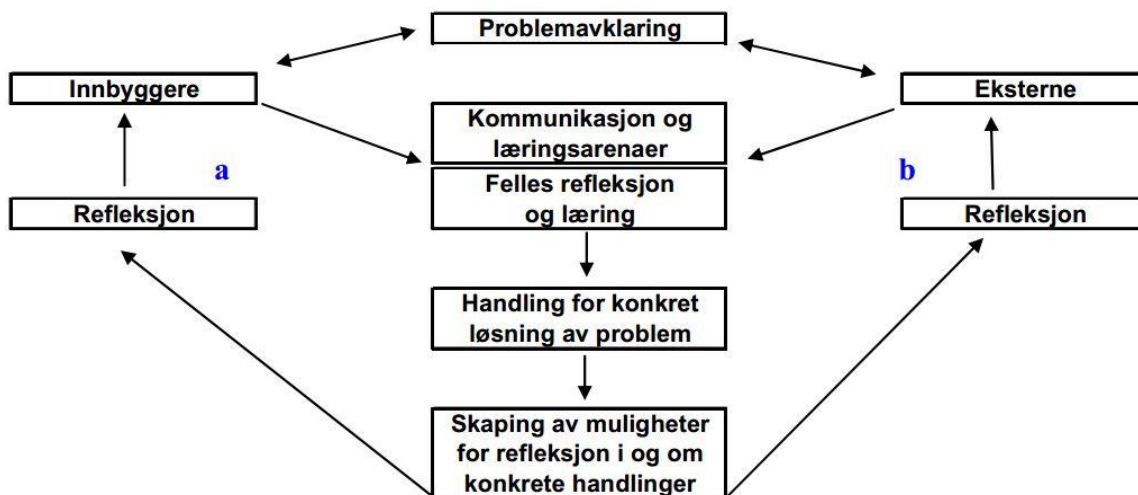 Problemavklaring
Innbyggere
Eksterne
Kommunikasjon og
læringsarenaer
a
b
Felles refleksjon
og læring
Refleksjon
Refleksjon
Handling for konkret
løsning av problem
Skaping av muligheter
for refleksjon i og om
konkrete handlinger